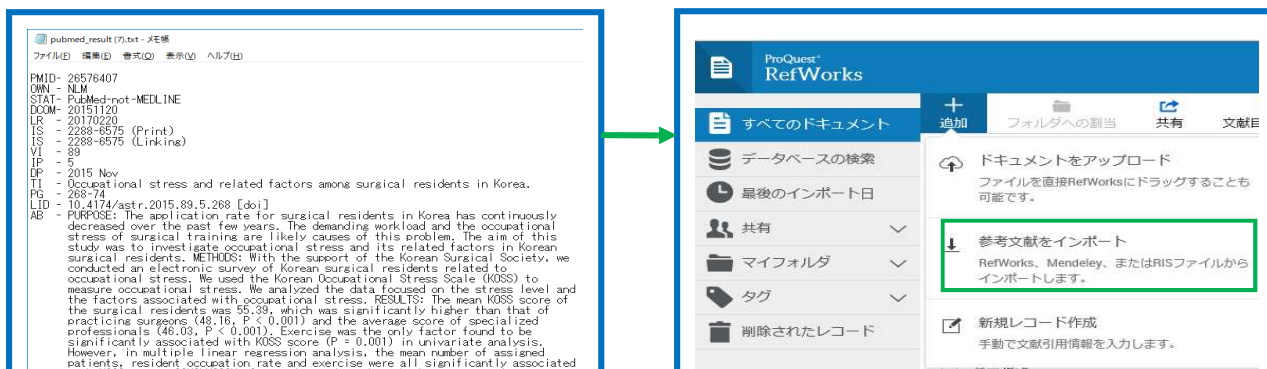 pubmed_result (7).txt - メモ帳
ファイル(F) 編集(E) 書式(O) 表示(V) ヘルプ(H)
PMID- 26576407
OWN - NLM
STAT- PubMed-not-MEDLINE
DCOM- 20151120
LR  - 20170220
IS  - 2288-6575 (Print)
IS  - 2288-6575 (Linking)
VI  - 89
IP  - 5
DP  - 2015 Nov
TI  - Occupational stress and related factors among surgical residents in Korea.
PG  - 268-74
LID - 10.4174/astr.2015.89.5.268 [doi]
AB  - PURPOSE: The application rate for surgical residents in Korea has continuously
decreased over the past few years. The demanding workload and the occupational
stress of surgical training are likely causes of this problem. The aim of this
study was to investigate occupational stress and its related factors in Korean
surgical residents. METHODS: With the support of the Korean Surgical Society, we
conducted an electronic survey of Korean surgical residents related to
occupational stress. We used the Korean Occupational Stress Scale (KOSS) to
measure occupational stress. We analyzed the data focused on the stress level and
the factors associated with occupational stress. RESULTS: The mean KOSS score of
the surgical residents was 55.39, which was significantly higher than that of
practicing surgeons (48.16, P < 0.001) and the average score of specialized
professionals (46.03, P < 0.001). Exercise was the only factor found to be
significantly associated with KOSS score (P = 0.001) in univariate analysis.
However, in multiple linear regression analysis, the mean number of assigned
patients, resident occupation rate and exercise were all significantly associated
ProQuest®
RefWorks
すべてのドキュメント
データベースの検索
最後のインポート日
共有
マイフォルダ
タグ
削除されたレコード
追加 フォルダへの割当 共有 文献目
ドキュメントをアップロード
ファイルを直接RefWorksにドラッグすることも
可能です。
参考文献をインポート
RefWorks、Mendeley、またはRISファイルから
インポートします。
新規レコード作成
手動で文献引用情報を入力します。